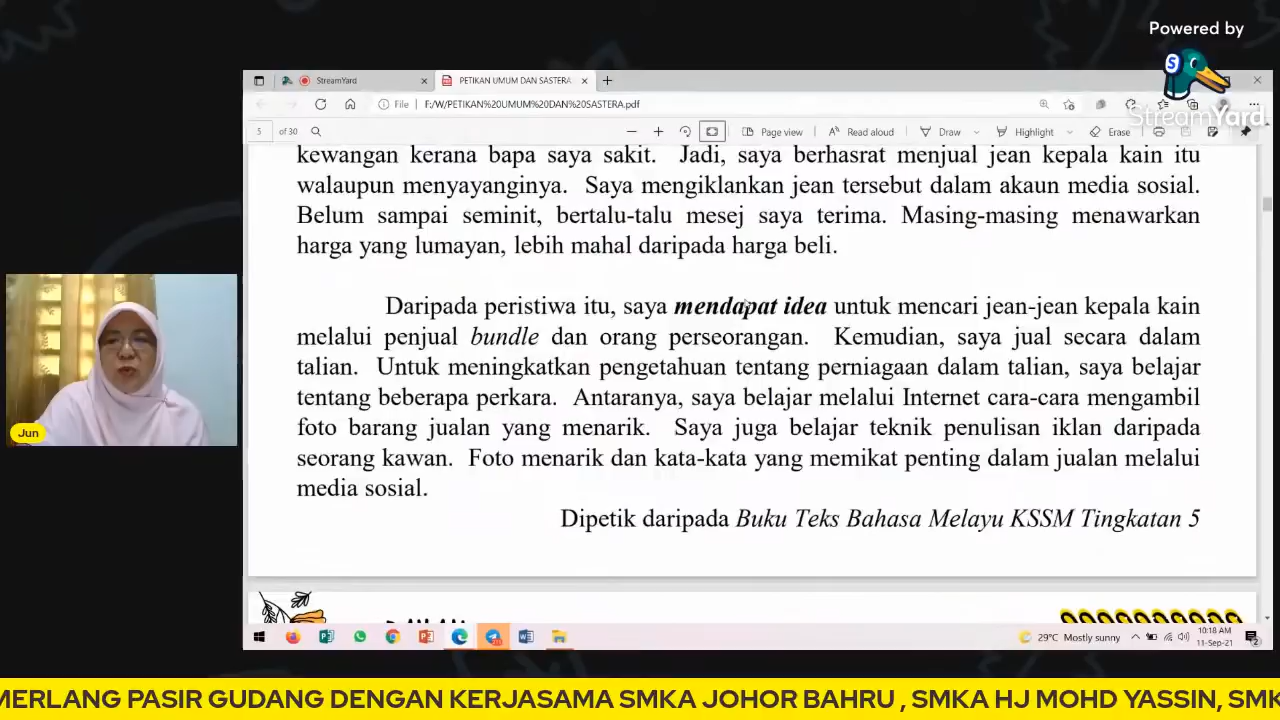 Powered by
StreamYard
StreamYard
PETIKAN UMUM DAN SASTERA
File
F:/W/PETIKAN%20UMUM%20DAN%20SASTERA.pdf
5 of 30
Page view
Read aloud
Draw
Highlight
Erase
kewangan kerana bapa saya sakit. Jadi, saya berhasrat menjual jean kepala kain itu
walaupun menyayanginya. Saya mengiklankan jean tersebut dalam akaun media sosial.
Belum sampai seminit, bertalu-talu mesej saya terima. Masing-masing menawarkan
harga yang lumayan, lebih mahal daripada harga beli.
Daripada peristiwa itu, saya mendapat idea untuk mencari jean-jean kepala kain
melalui penjual bundle dan orang perseorangan. Kemudian, saya jual secara dalam
talian. Untuk meningkatkan pengetahuan tentang perniagaan dalam talian, saya belajar
tentang beberapa perkara. Antaranya, saya belajar melalui Internet cara-cara mengambil
foto barang jualan yang menarik. Saya juga belajar teknik penulisan iklan daripada
seorang kawan. Foto menarik dan kata-kata yang memikat penting dalam jualan melalui
media sosial.
Dipetik daripada Buku Teks Bahasa Melayu KSSM Tingkatan 5
Jun
29°C Mostly sunny
10:18 AM
11-Sep-21
MERLANG PASIR GUDANG DENGAN KERJASAMA SMKA JOHOR BAHRU , SMKA HJ MOHD YASSIN, SMK